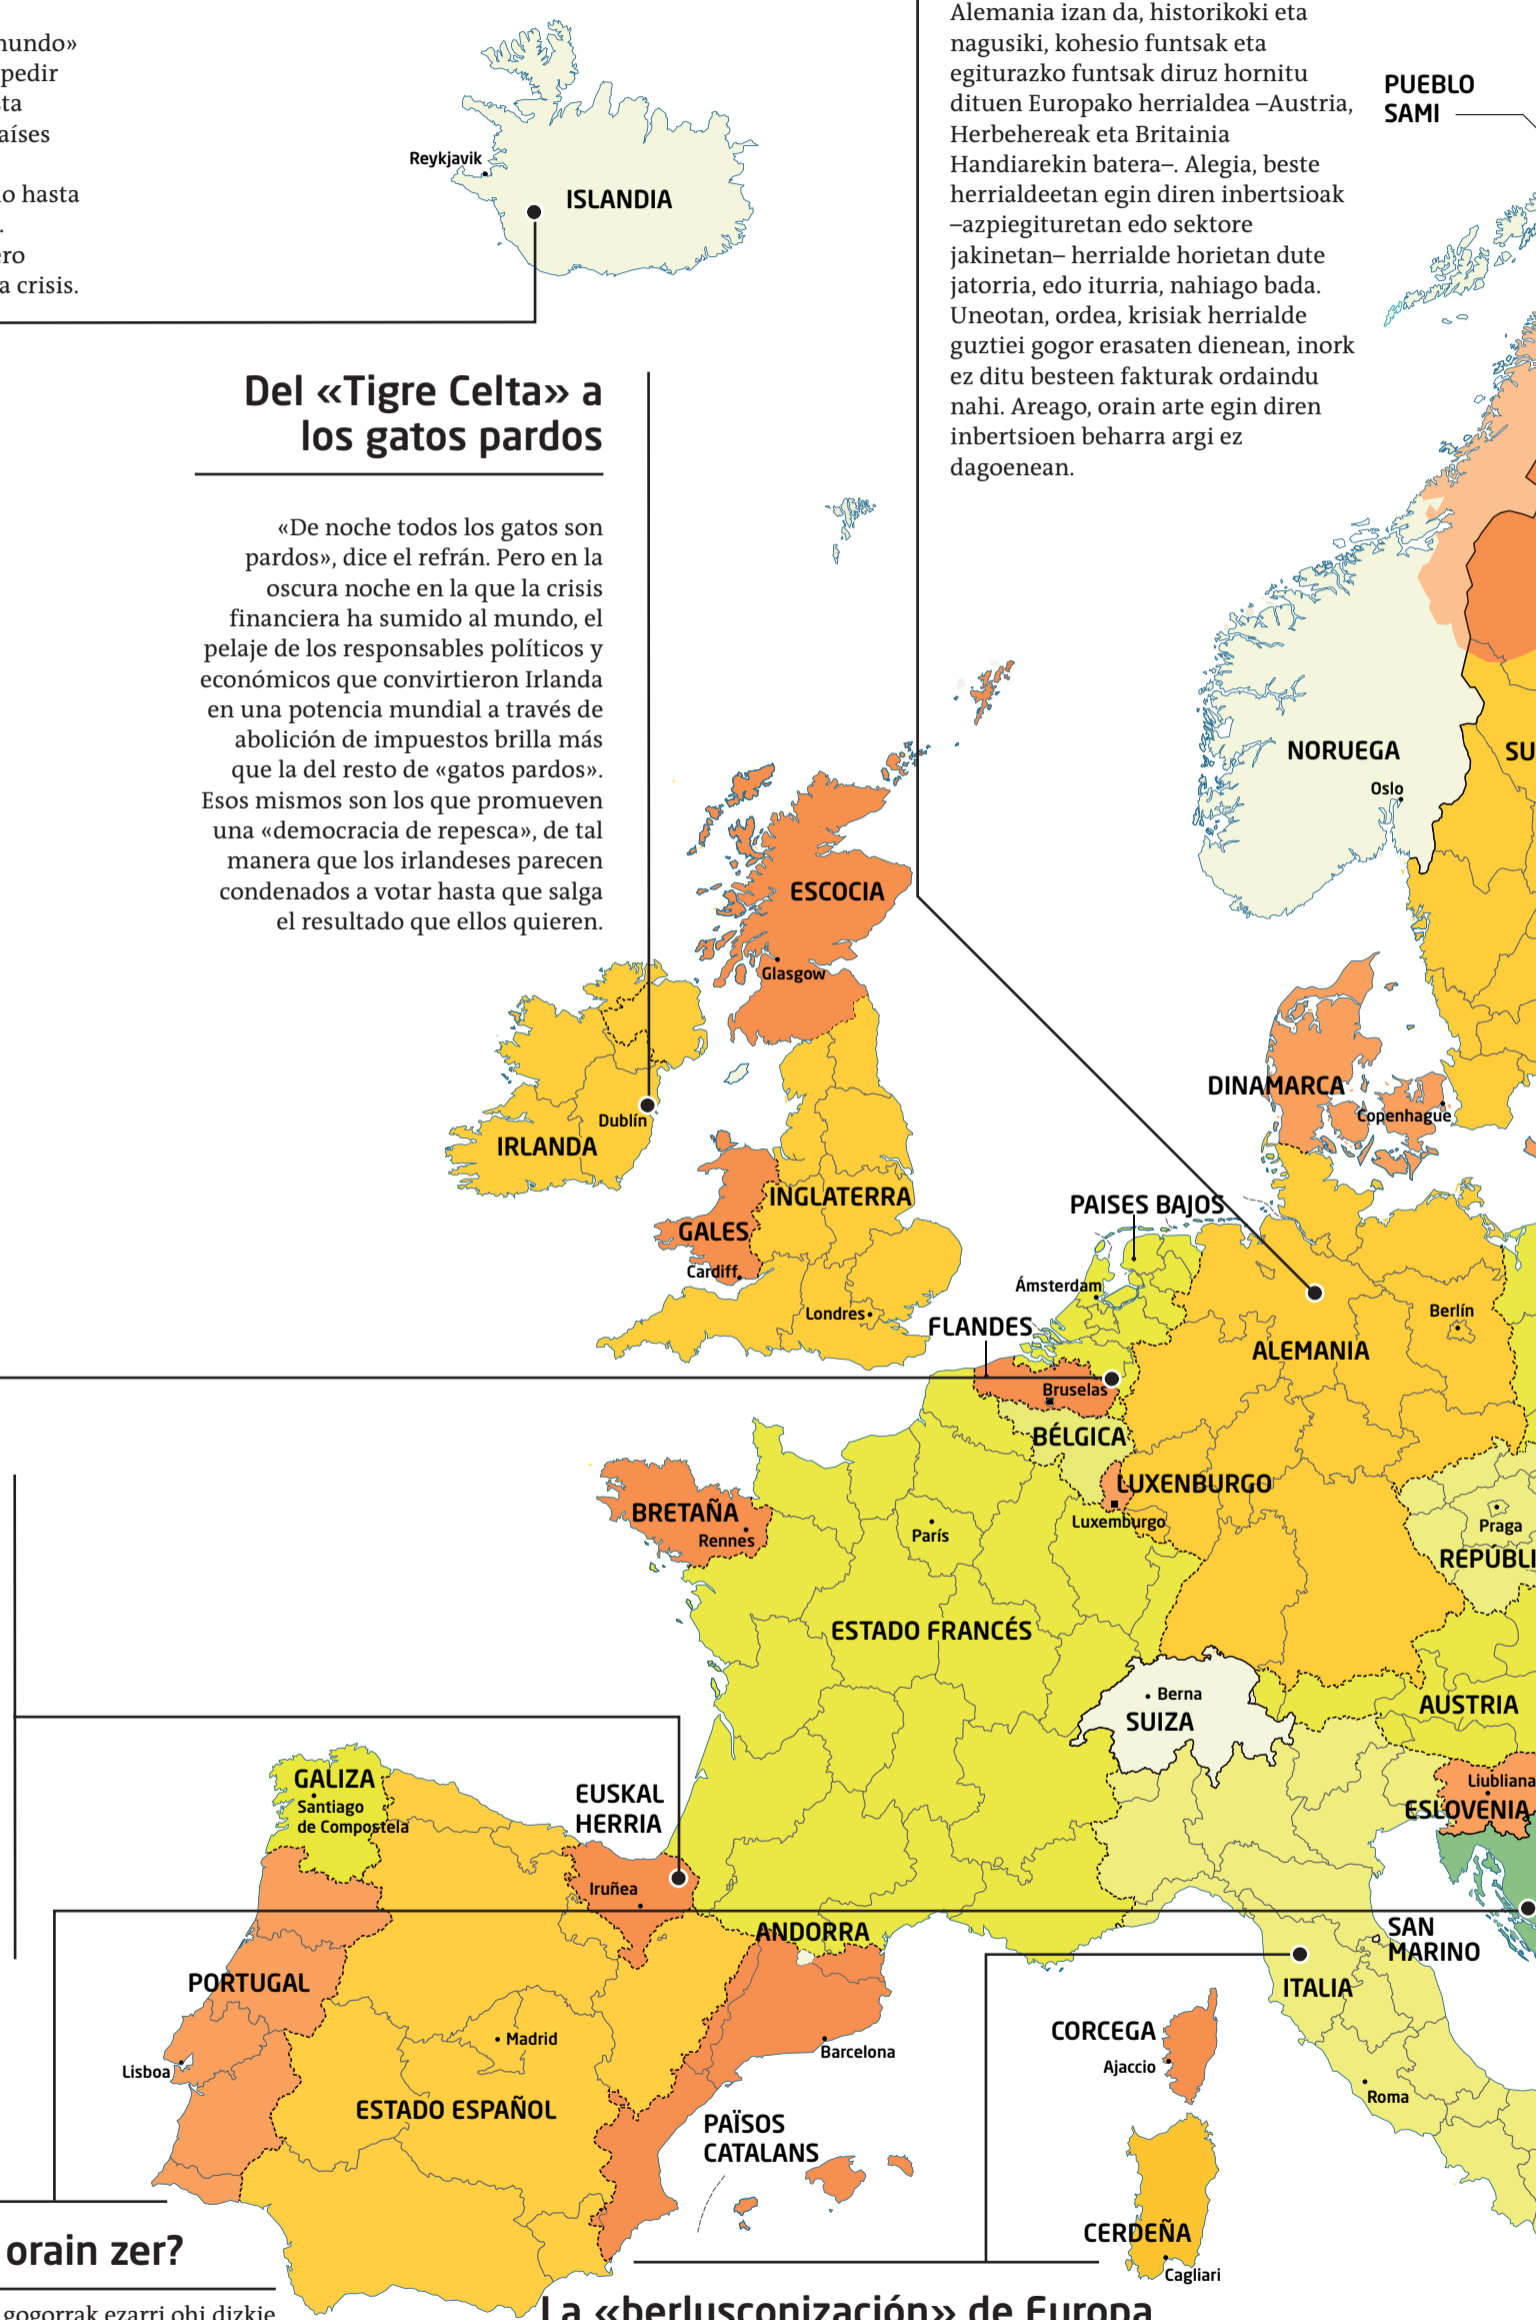 mundo»
pedir
sta
aíses
o hasta
.
ero
a crisis.
Alemania izan da, historikoki eta
nagusiki, kohesio funtsak eta
egiturazko funtsak diruz hornitu
dituen Europako herrialdea –Austria,
Herbehereak eta Britainia
Handiarekin batera–. Alegia, beste
herrialdeetan egin diren inbertsioak
–azpiegituretan edo sektore
jakinetan– herrialde horietan dute
jatorria, edo iturria, nahiago bada.
Uneotan, ordea, krisiak herrialde
guztiei gogor erasaten dienean, inork
ez ditu besteen fakturak ordaindu
nahi. Areago, orain arte egin diren
inbertsioen beharra argi ez
dagoenean.
PUEBLO
SAMI
Reykjavik
ISLANDIA
Del «Tigre Celta» a
los gatos pardos
«De noche todos los gatos son
pardos», dice el refrán. Pero en la
oscura noche en la que la crisis
financiera ha sumido al mundo, el
pelaje de los responsables políticos y
económicos que convirtieron Irlanda
en una potencia mundial a través de
abolición de impuestos brilla más
que la del resto de «gatos pardos».
Esos mismos son los que promueven
una «democracia de repesca», de tal
manera que los irlandeses parecen
condenados a votar hasta que salga
el resultado que ellos quieren.
NORUEGA
SU
Oslo
ESCOCIA
Glasgow
DINAMARCA
Copenhague
Dublín
IRLANDA
INGLATERRA
GALES
Cardiff
Londres
PAISES BAJOS
Ámsterdam
FLANDES
Berlín
ALEMANIA
Bruselas
BÉLGICA
LUXENBURGO
Luxemburgo
BRETAÑA
Rennes
París
Praga
REPÚBLI
ESTADO FRANCÉS
Berna
SUIZA
AUSTRIA
GALIZA
Santiago
de Compostela
EUSKAL
HERRIA
Liubliana
ESLOVENIA
Iruñea
ANDORRA
SAN
MARINO
PORTUGAL
ITALIA
Madrid
CORCEGA
Barcelona
Ajaccio
Lisboa
Roma
ESTADO ESPAÑOL
PAÏSOS
CATALANS
CERDEÑA
Cagliari
orain zer?
gogorrak ezarri ohi dizkie
La «berlusconización» de Europa